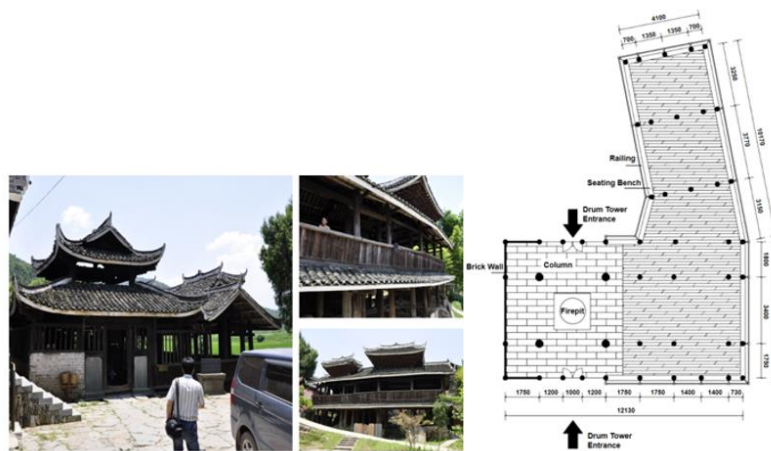 4100
700 1350 1350 700
3250
3770
10170
3150
Railing
Seating Bench
Drum Tower
Entrance
Brick Wall
Column
Firepit
1800
3400
1750
1750 1200 1000 1200 1750 1750 1400 1400 730
12130
Drum Tower
Entrance